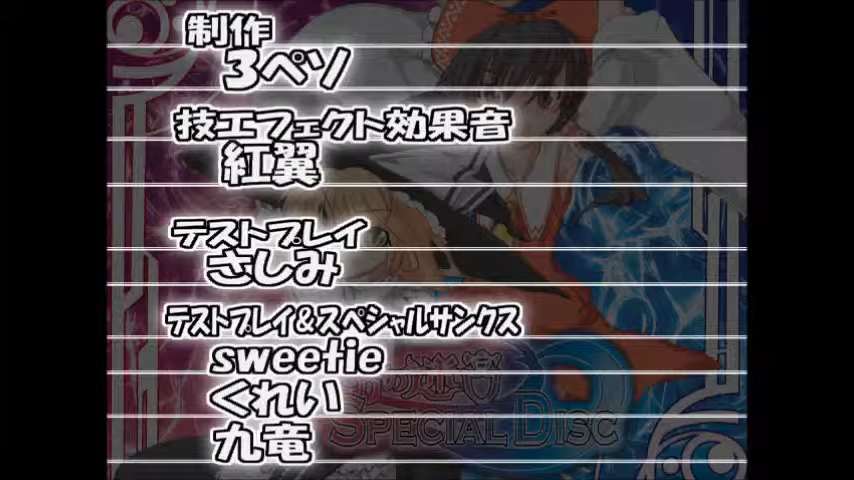 制作
3ペソ
技エフェクト効果音
紅翼
テストプレイ
さしみ
テストプレイ&スペシャルサンクス
sweetie
くれい
九竜
SPECIAL DISC